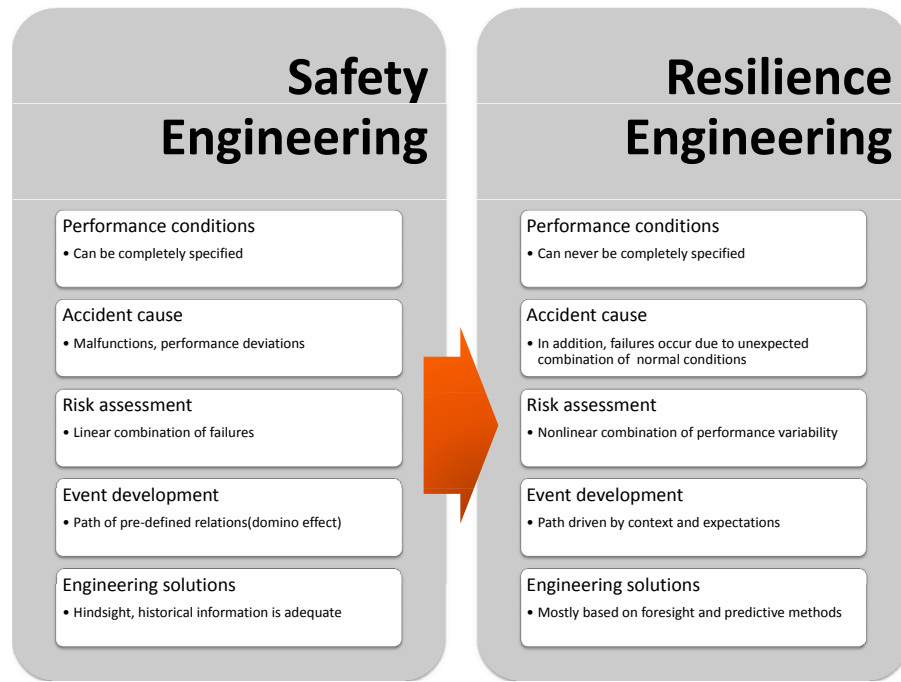 Safety
Engineering
Performance conditions
• Can be completely specified
Accident cause
• Malfunctions, performance deviations
Risk assessment
• Linear combination of failures
Event development
• Path of pre-defined relations(domino effect)
Engineering solutions
• Hindsight, historical information is adequate
Resilience
Engineering
Performance conditions
• Can never be completely specified
Accident cause
• In addition, failures occur due to unexpected
combination of normal conditions
Risk assessment
• Nonlinear combination of performance variability
Event development
• Path driven by context and expectations
Engineering solutions
• Mostly based on foresight and predictive methods